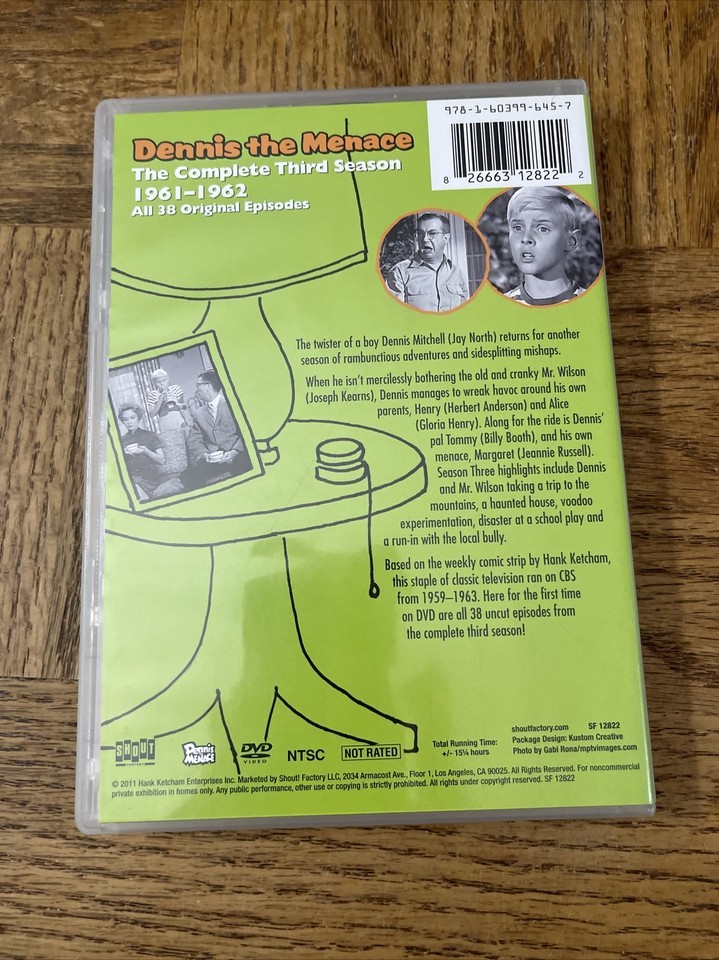 978-1-60399-645-7
8 26663 12822 2
Dennis the Menace
The Complete Third Season
1961–1962
All 38 Original Episodes
The twister of a boy Dennis Mitchell (Jay North) returns for another
season of rambunctious adventures and sidesplitting mishaps.
When he isn't mercilessly bothering the old and cranky Mr. Wilson
(Joseph Kearns), Dennis manages to wreak havoc around his own
parents, Henry (Herbert Anderson) and Alice
(Gloria Henry). Along for the ride is Dennis'
pal Tommy (Billy Booth), and his own
menace, Margaret (Jeannie Russell).
Season Three highlights include Dennis
and Mr. Wilson taking a trip to the
mountains, a haunted house, voodoo
experimentation, disaster at a school play and
a run-in with the local bully.
Based on the weekly comic strip by Hank Ketcham,
this staple of classic television ran on CBS
from 1959–1963. Here for the first time
on DVD are all 38 uncut episodes from
the complete third season!
SHOUT
FACTORY
Dennis
the
MENACE
DVD
VIDEO
NTSC
NOT RATED
Total Running Time:
+/- 15¼ hours
shoutfactory.com SF 12822
Package Design: Kustom Creative
Photo by Gabi Rona/mptvimages.com
© 2011 Hank Ketcham Enterprises Inc. Marketed by Shout! Factory LLC, 2034 Armacost Ave., Floor 1, Los Angeles, CA 90025. All Rights Reserved. For noncommercial
private exhibition in homes only. Any public performance, other use or copying is strictly prohibited. All rights under copyright reserved. SF 12822